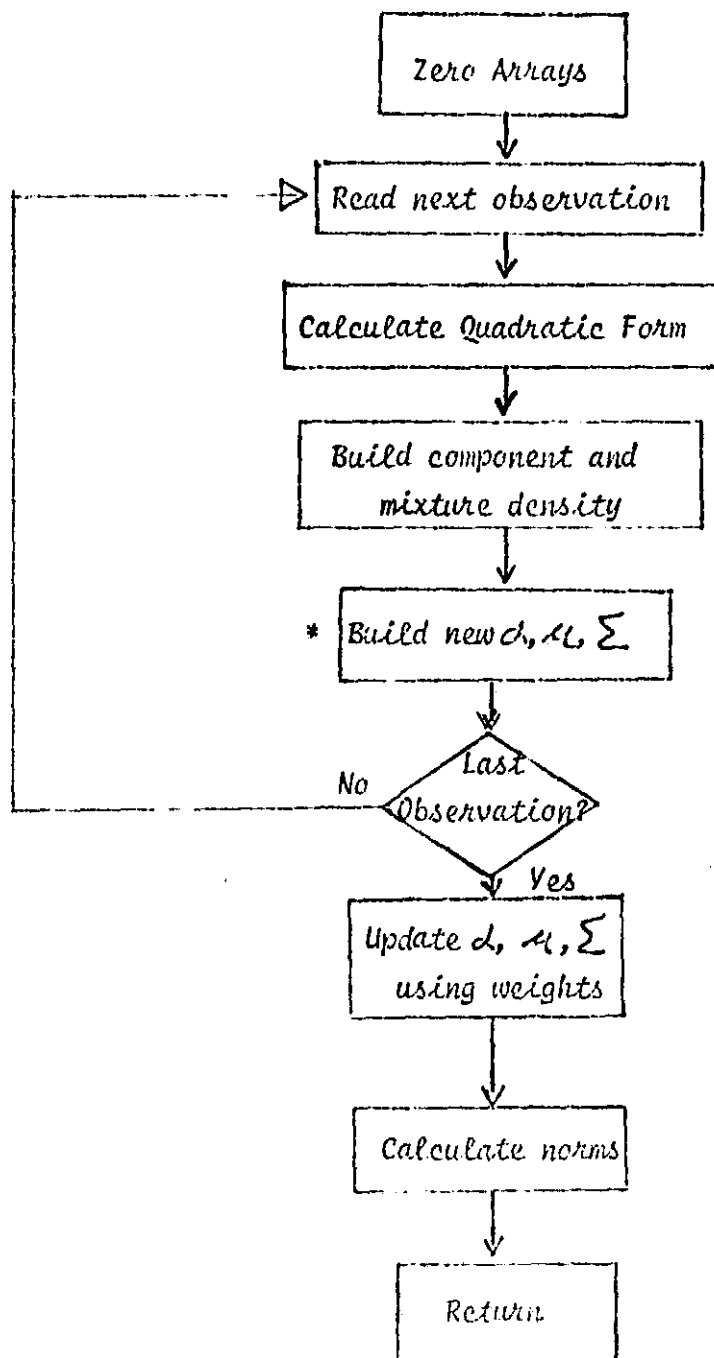 Zero Arrays
Read next observation
Calculate Quadratic Form
Build component and
mixture density
* Build new α, μ, Σ
Last
No
Observation?
Yes
Update α, μ, Σ
using weights
Calculate norms
Return